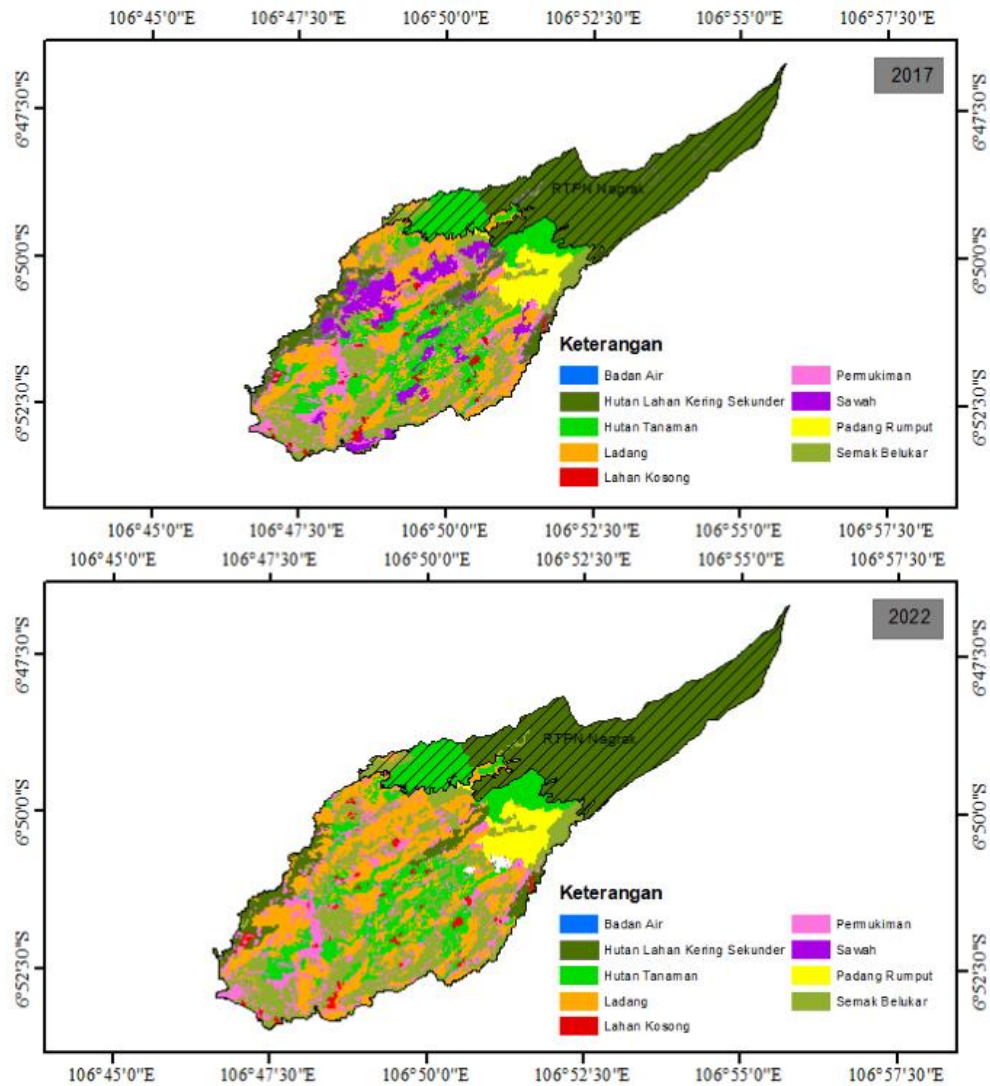 106°45'0"E 106°47'30"E 106°50'0"E 106°52'30"E 106°55'0"E 106°57'30"E
2017
6°47'30"S 6°47'30"S
RTPN Nagrak
6°50'0"S 6°50'0"S
Keterangan
Badan Air Permukiman
6°52'30"S 6°52'30"S
Hutan Lahan Kering Sekunder Sawah
Hutan Tanaman Padang Rumput
Ladang Semak Belukar
Lahan Kosong
106°45'0"E 106°47'30"E 106°50'0"E 106°52'30"E 106°55'0"E 106°57'30"E
106°45'0"E 106°47'30"E 106°50'0"E 106°52'30"E 106°55'0"E 106°57'30"E
2022
6°47'30"S 6°47'30"S
RTPN Nagrak
6°50'0"S 6°50'0"S
Keterangan
Badan Air Permukiman
Hutan Lahan Kering Sekunder Sawah
6°52'30"S 6°52'30"S
Hutan Tanaman Padang Rumput
Ladang Semak Belukar
Lahan Kosong
106°45'0"E 106°47'30"E 106°50'0"E 106°52'30"E 106°55'0"E 106°57'30"E